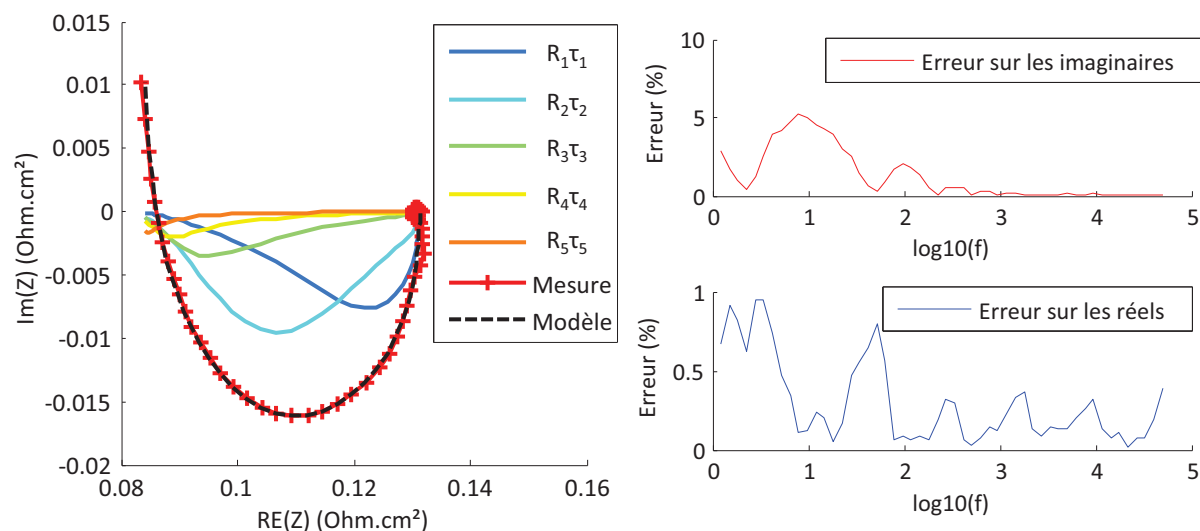 0.015
0.01
0.005
0
-0.005
-0.01
-0.015
-0.02
Im(Z) (Ohm.cm²)
0.08
0.1
0.12
0.14
0.16
RE(Z) (Ohm.cm²)
R₁τ₁
R₂τ₂
R₃τ₃
R₄τ₄
R₅τ₅
Mesure
Modèle
10
5
0
Erreur (%)
Erreur sur les imaginaires
0
1
2
3
4
5
log10(f)
1
0.5
0
Erreur (%)
Erreur sur les réels
0
1
2
3
4
5
log10(f)